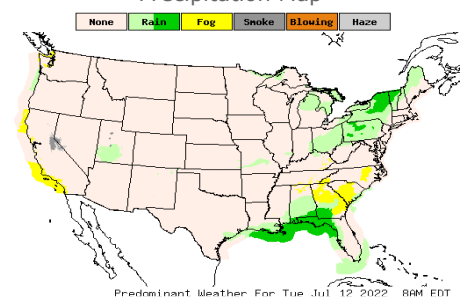 Precipitation Map
None Rain Fog Smoke Blowing Haze
Predominant Weather For Tue Jul 12 2022 8AM EDT